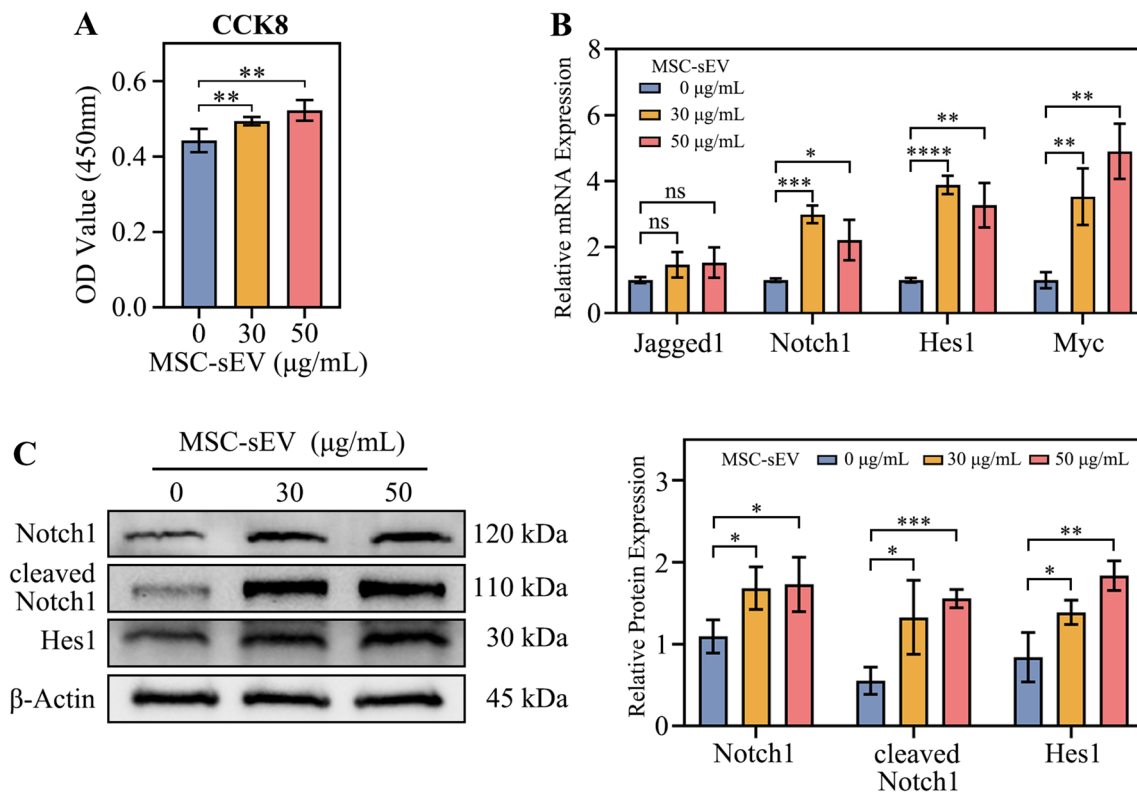 A
CCK8
OD Value (450nm)
0.6
0.4
0.2
0.0
**
**
0 30 50
MSC-sEV (μg/mL)
B
Relative mRNA Expression
8
6
4
2
0
MSC-sEV
0 μg/mL
30 μg/mL
50 μg/mL
ns
ns
*
***
**
****
**
**
Jagged1 Notch1 Hes1 Myc
C
MSC-sEV (μg/mL)
0 30 50
Notch1 120 kDa
cleaved
Notch1 110 kDa
Hes1 30 kDa
β-Actin 45 kDa
Relative Protein Expression
3
2
1
0
MSC-sEV 0 μg/mL 30 μg/mL 50 μg/mL
*
*
***
*
**
*
Notch1 cleaved Hes1
Notch1